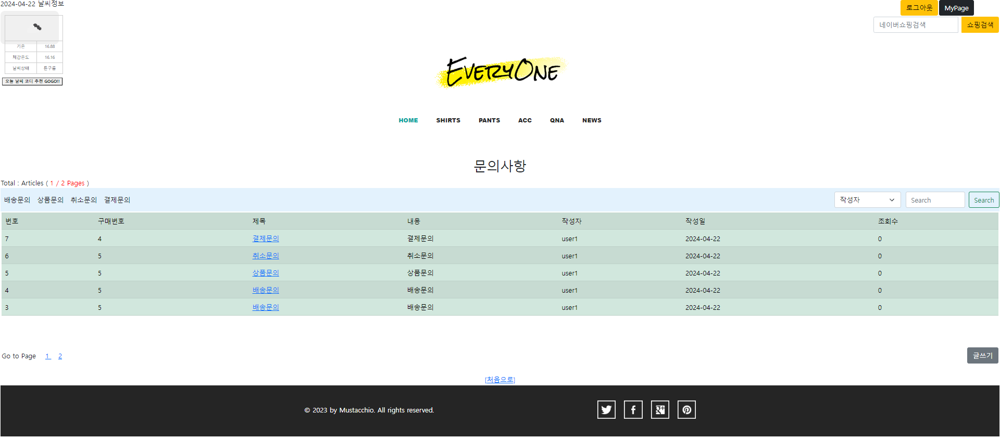 2024-04-22 날씨정보
로그아웃 MyPage
네이버쇼핑검색 쇼핑검색
기온 16.88
체감온도 16.16
날씨상태 튼구름
오늘 날씨 코디 추천 GOGO!!
EVERYONE
HOME SHIRTS PANTS ACC QNA NEWS
문의사항
Total : Articles ( 1 / 2 Pages )
배송문의 상품문의 취소문의 결제문의 작성자 Search Search
번호 구매번호 제목 내용 작성자 작성일 조회수
7 4 결제문의 결제문의 user1 2024-04-22 0
6 5 취소문의 취소문의 user1 2024-04-22 0
5 5 상품문의 상품문의 user1 2024-04-22 0
4 5 배송문의 배송문의 user1 2024-04-22 0
3 5 배송문의 배송문의 user1 2024-04-22 0
Go to Page 1 2 글쓰기
[처음으로]
© 2023 by Mustacchio. All rights reserved.